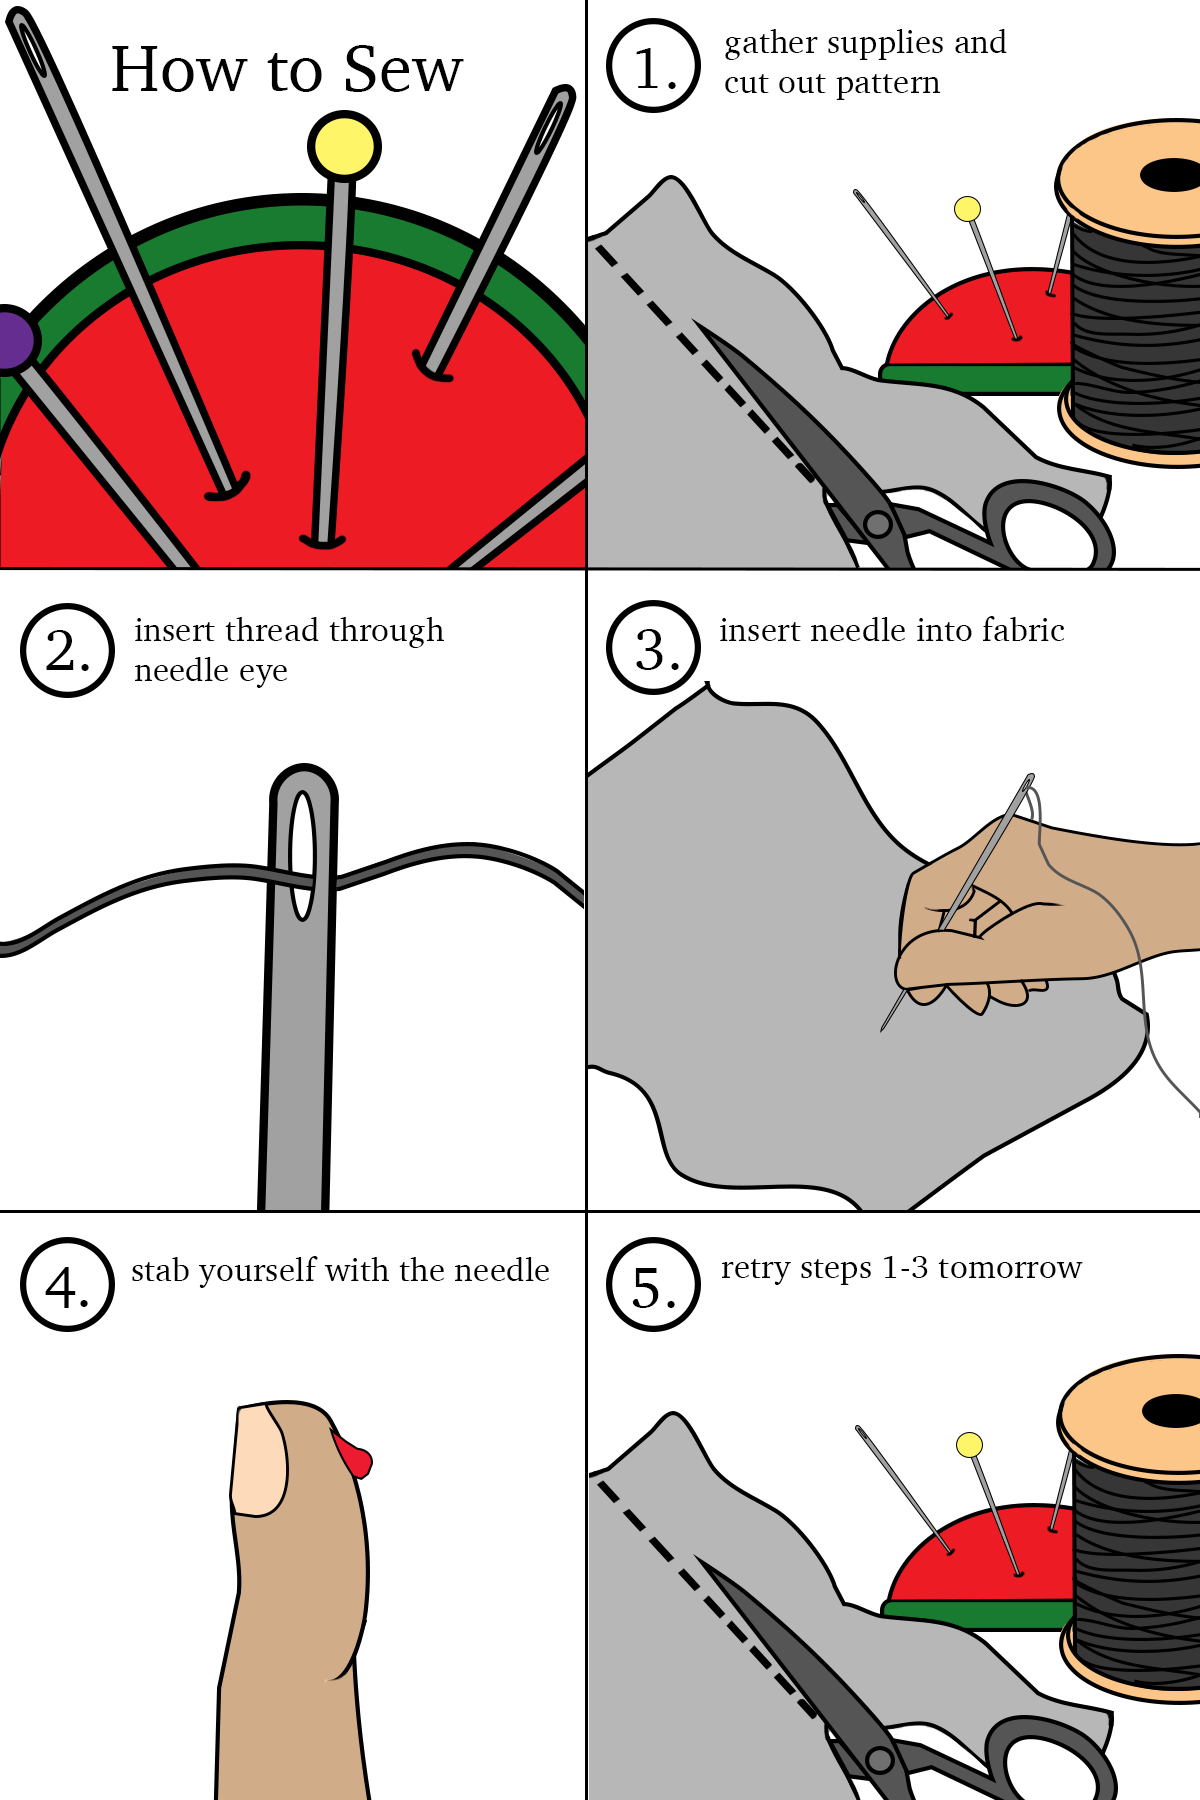 How to Sew
1. gather supplies and
cut out pattern
2. insert thread through
needle eye
3. insert needle into fabric
4. stab yourself with the needle
5. retry steps 1-3 tomorrow